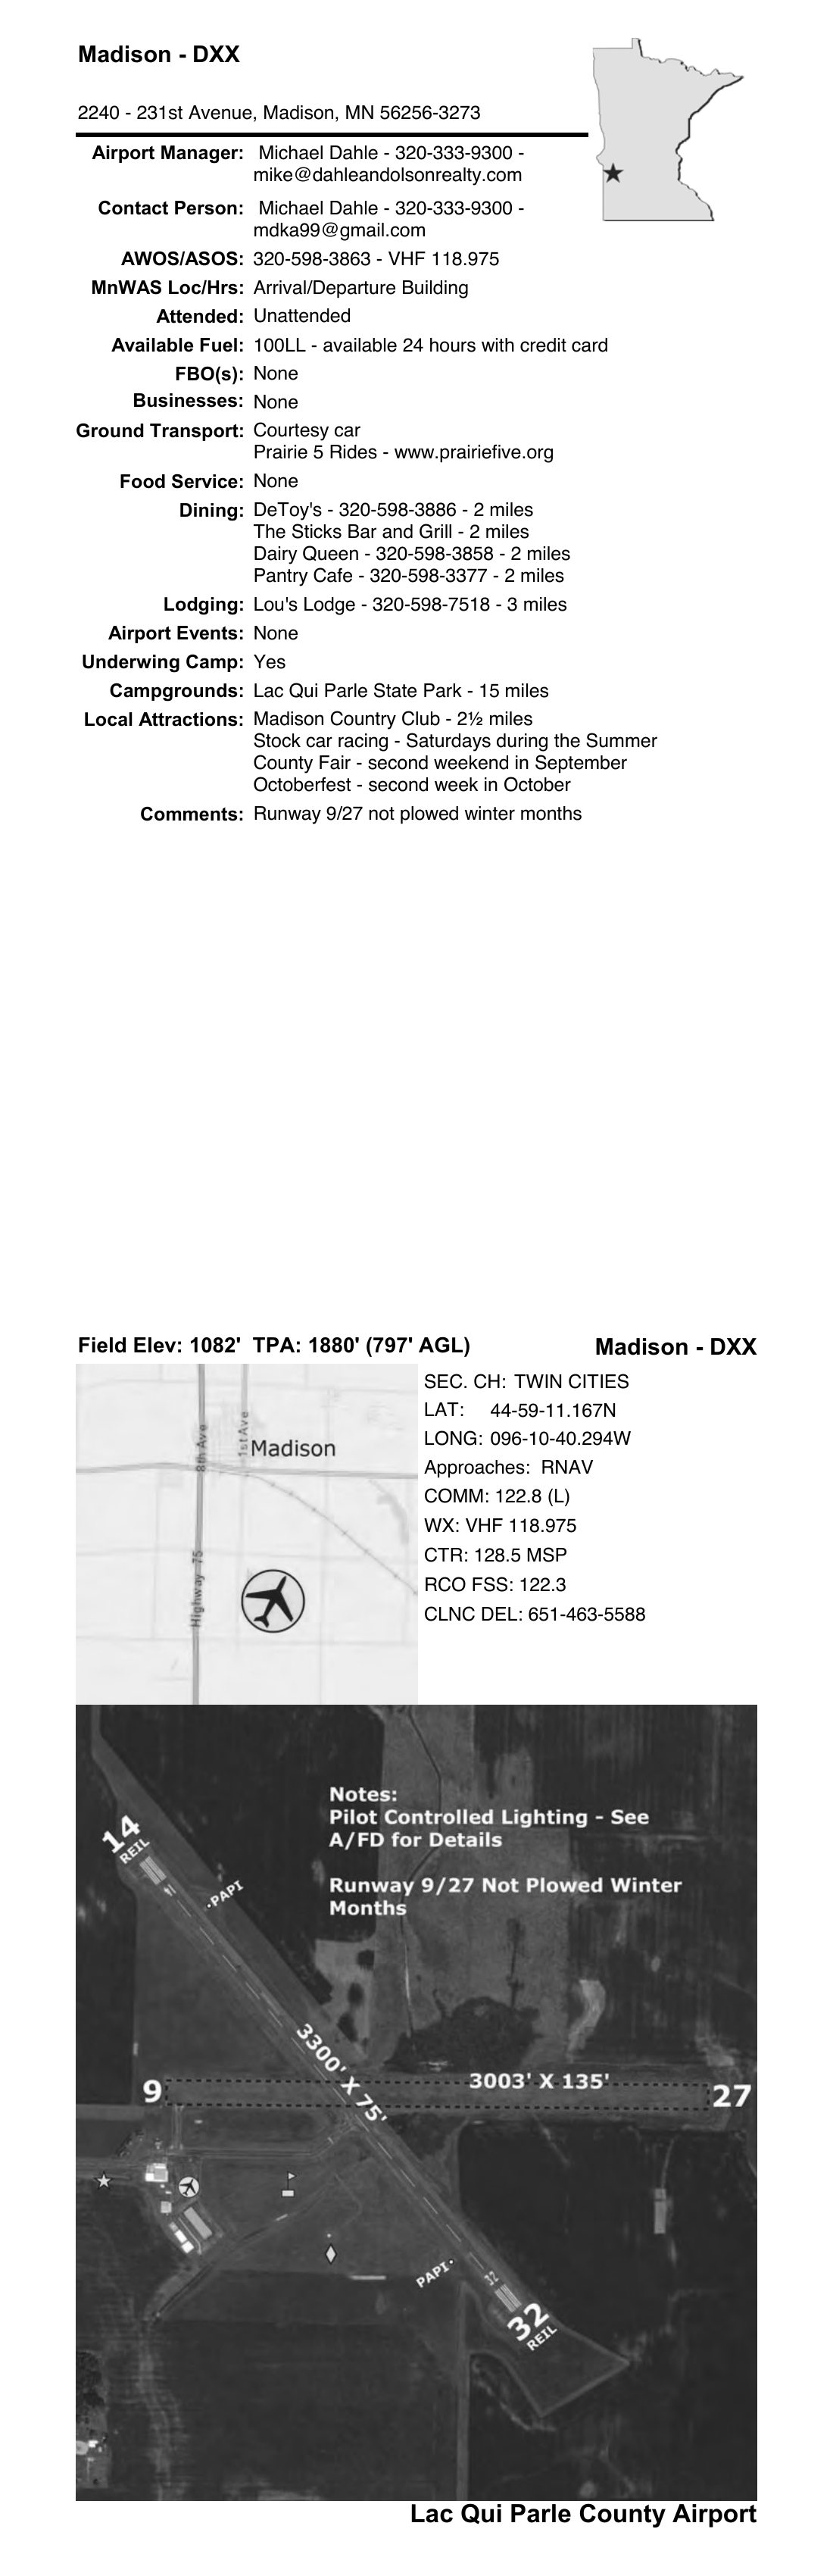 Madison - DXX
2240 - 231st Avenue, Madison, MN 56256-3273
Airport Manager: Michael Dahle - 320-333-9300 -
mike@dahleandolsonrealty.com
Contact Person: Michael Dahle - 320-333-9300 -
mdka99@gmail.com
AWOS/ASOS: 320-598-3863 - VHF 118.975
MnWAS Loc/Hrs: Arrival/Departure Building
Attended: Unattended
Available Fuel: 100LL - available 24 hours with credit card
FBO(s): None
Businesses: None
Ground Transport: Courtesy car
Prairie 5 Rides - www.prairiefive.org
Food Service: None
Dining: DeToy's - 320-598-3886 - 2 miles
The Sticks Bar and Grill - 2 miles
Dairy Queen - 320-598-3858 - 2 miles
Pantry Cafe - 320-598-3377 - 2 miles
Lodging: Lou's Lodge - 320-598-7518 - 3 miles
Airport Events: None
Underwing Camp: Yes
Campgrounds: Lac Qui Parle State Park - 15 miles
Local Attractions: Madison Country Club - 2½ miles
Stock car racing - Saturdays during the Summer
County Fair - second weekend in September
Octoberfest - second week in October
Comments: Runway 9/27 not plowed winter months
Field Elev: 1082' TPA: 1880' (797' AGL)
Madison - DXX
8th Ave
1st Ave
Madison
Highway 75
SEC. CH: TWIN CITIES
LAT: 44-59-11.167N
LONG: 096-10-40.294W
Approaches: RNAV
COMM: 122.8 (L)
WX: VHF 118.975
CTR: 128.5 MSP
RCO FSS: 122.3
CLNC DEL: 651-463-5588
Notes:
Pilot Controlled Lighting - See
A/FD for Details
Runway 9/27 Not Plowed Winter
Months
14
REIL
PAPI
3300' X 75'
9
3003' X 135'
27
PAPI
32
32
REIL
Lac Qui Parle County Airport